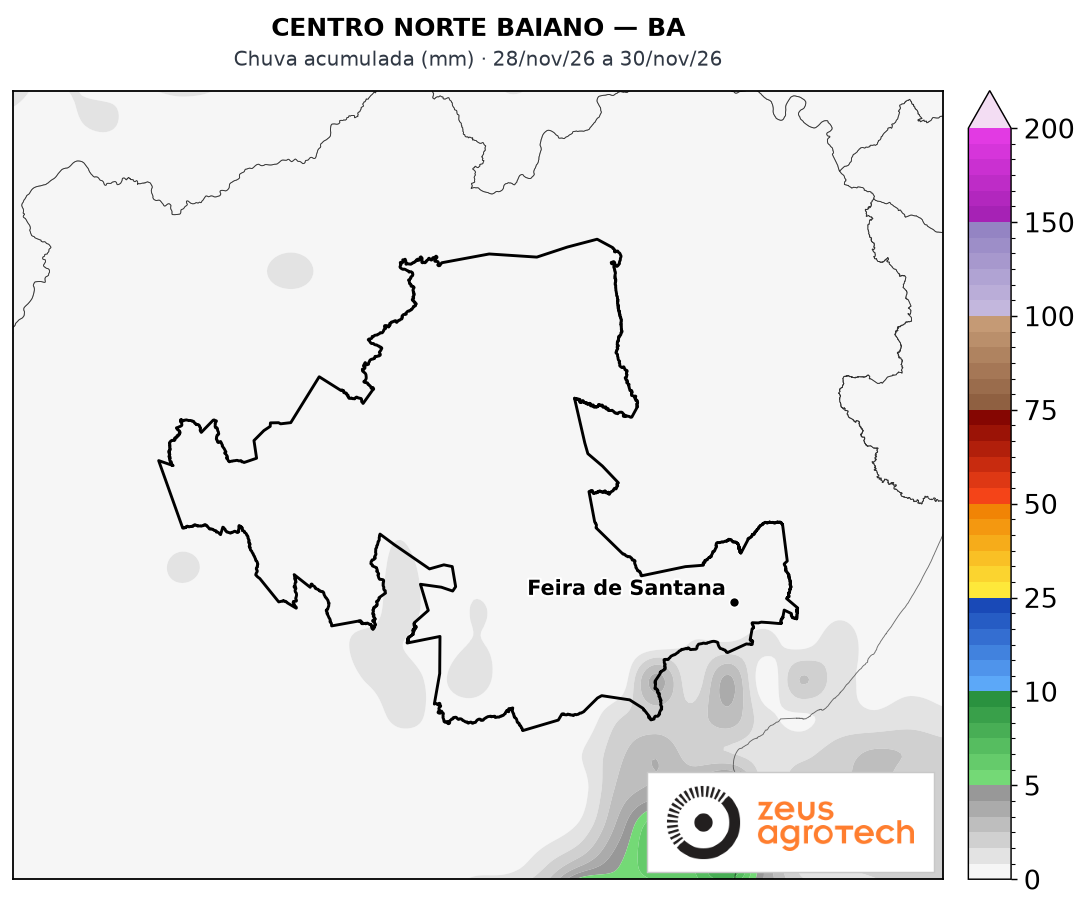 CENTRO NORTE BAIANO — BA
Chuva acumulada (mm) · 28/nov/26 a 30/nov/26
200
150
100
75
50
25
10
5
0
Feira de Santana
zeus
agrotech